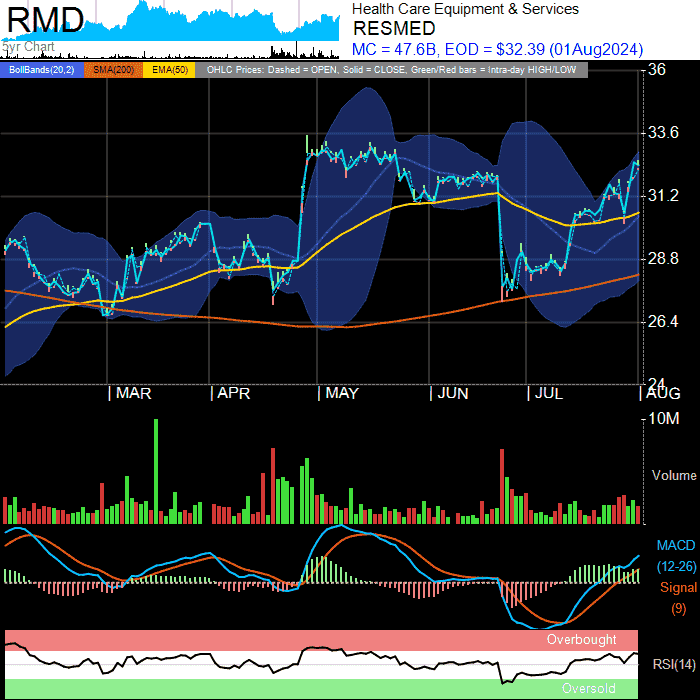 RMD
5yr Chart
Health Care Equipment & Services
RESMED
MC = 47.6B, EOD = $32.39 (01Aug2024)
BollBands(20,2) SMA(200) EMA(50) OHLC Prices: Dashed = OPEN, Solid = CLOSE, Green/Red bars = Intra-day HIGH/LOW
36
33.6
31.2
28.8
26.4
24
MAR APR MAY JUN JUL AUG
10M
Volume
MACD
(12-26)
Signal
(9)
Overbought
RSI(14)
Oversold